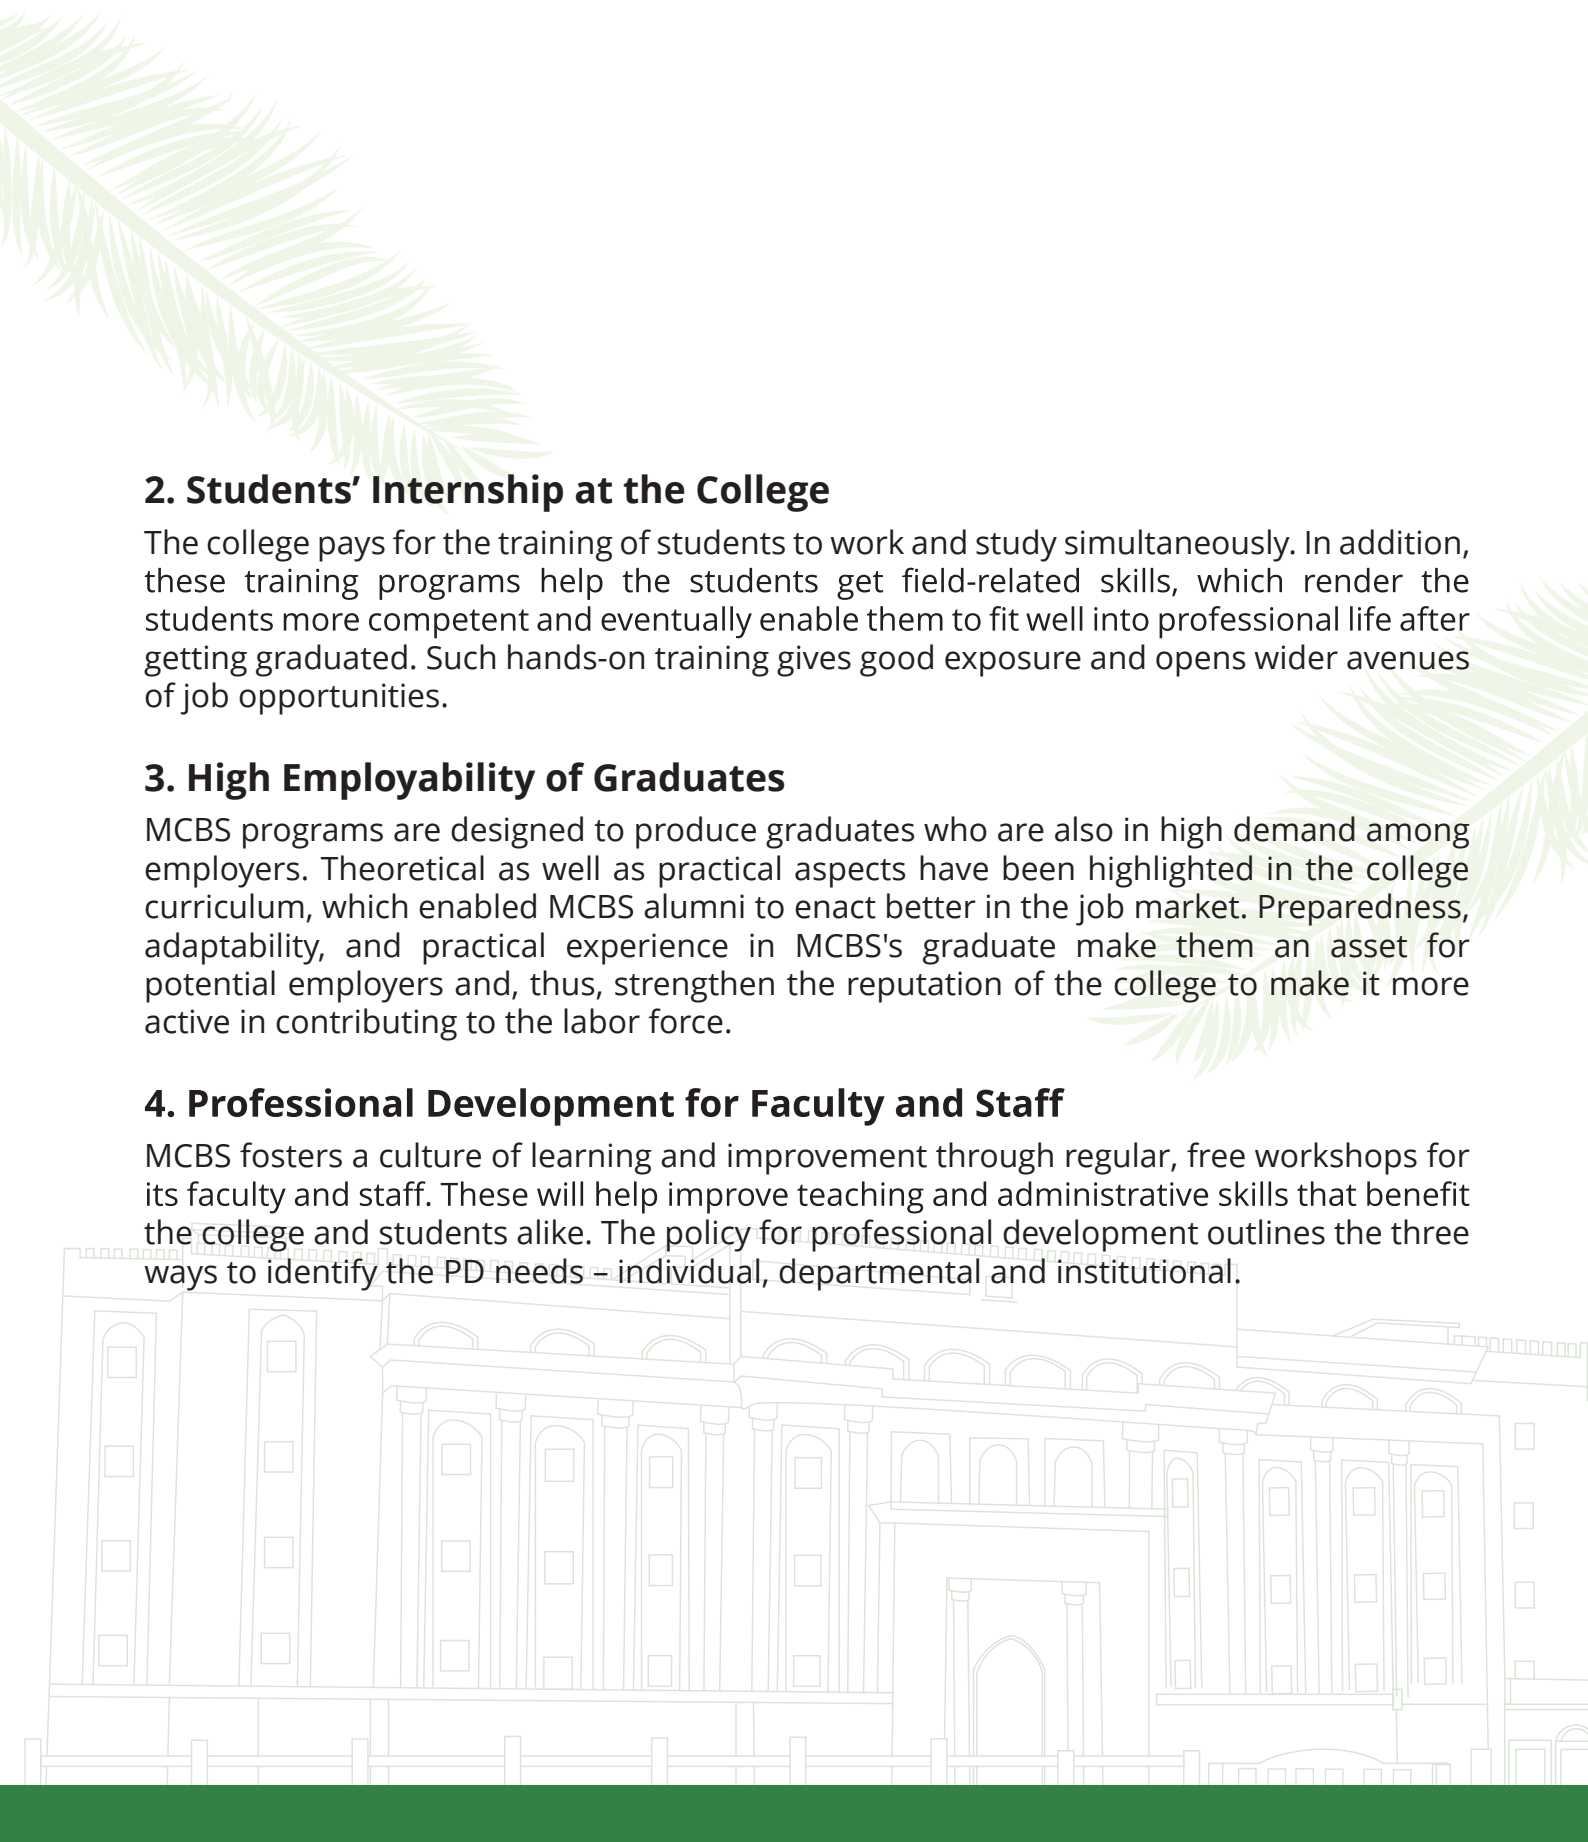 2. Students’ Internship at the College
The college pays for the training of students to work and study simultaneously. In addition,
these training programs help the students get field-related skills, which render the
students more competent and eventually enable them to fit well into professional life after
getting graduated. Such hands-on training gives good exposure and opens wider avenues
of job opportunities.
3. High Employability of Graduates
MCBS programs are designed to produce graduates who are also in high demand among
employers. Theoretical as well as practical aspects have been highlighted in the college
curriculum, which enabled MCBS alumni to enact better in the job market. Preparedness,
adaptability, and practical experience in MCBS's graduate make them an asset for
potential employers and, thus, strengthen the reputation of the college to make it more
active in contributing to the labor force.
4. Professional Development for Faculty and Staff
MCBS fosters a culture of learning and improvement through regular, free workshops for
its faculty and staff. These will help improve teaching and administrative skills that benefit
the college and students alike. The policy for professional development outlines the three
ways to identify the PD needs – individual, departmental and institutional.